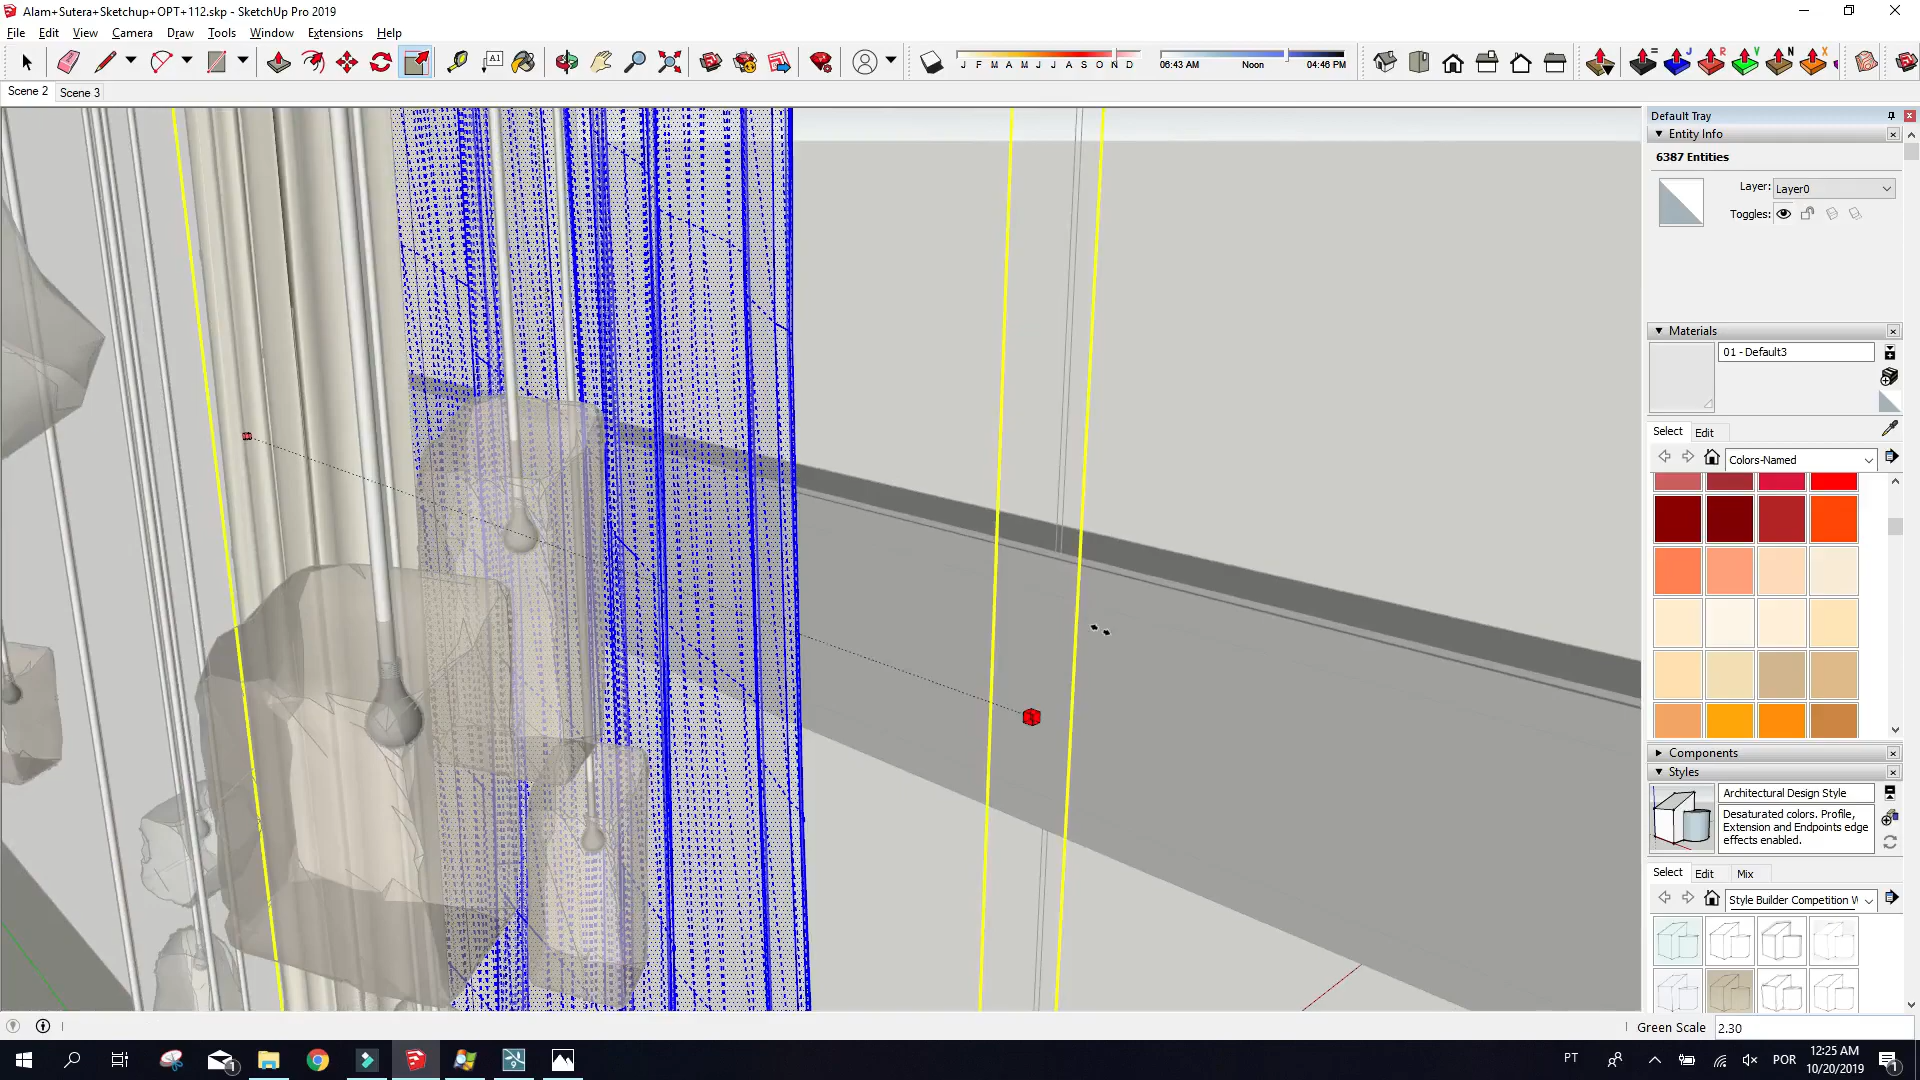 Alam+Sutera+Sketchup+OPT+112.skp - SketchUp Pro 2019
File Edit View Camera Draw Tools Window Extensions Help
A1
J F M A M J J A S O N D
06:43 AM Noon 04:46 PM
= J R V N X
Scene 2 Scene 3
Default Tray
Entity Info
6387 Entities
Layer: Layer0
Toggles:
Materials
01 - Default3
Select Edit
Colors-Named
Components
Styles
Architectural Design Style
Desaturated colors. Profile,
Extension and Endpoints edge
effects enabled.
Select Edit Mix
Style Builder Competition W
Green Scale 2.30
1
9
PT
POR
12:25 AM
10/20/2019
1